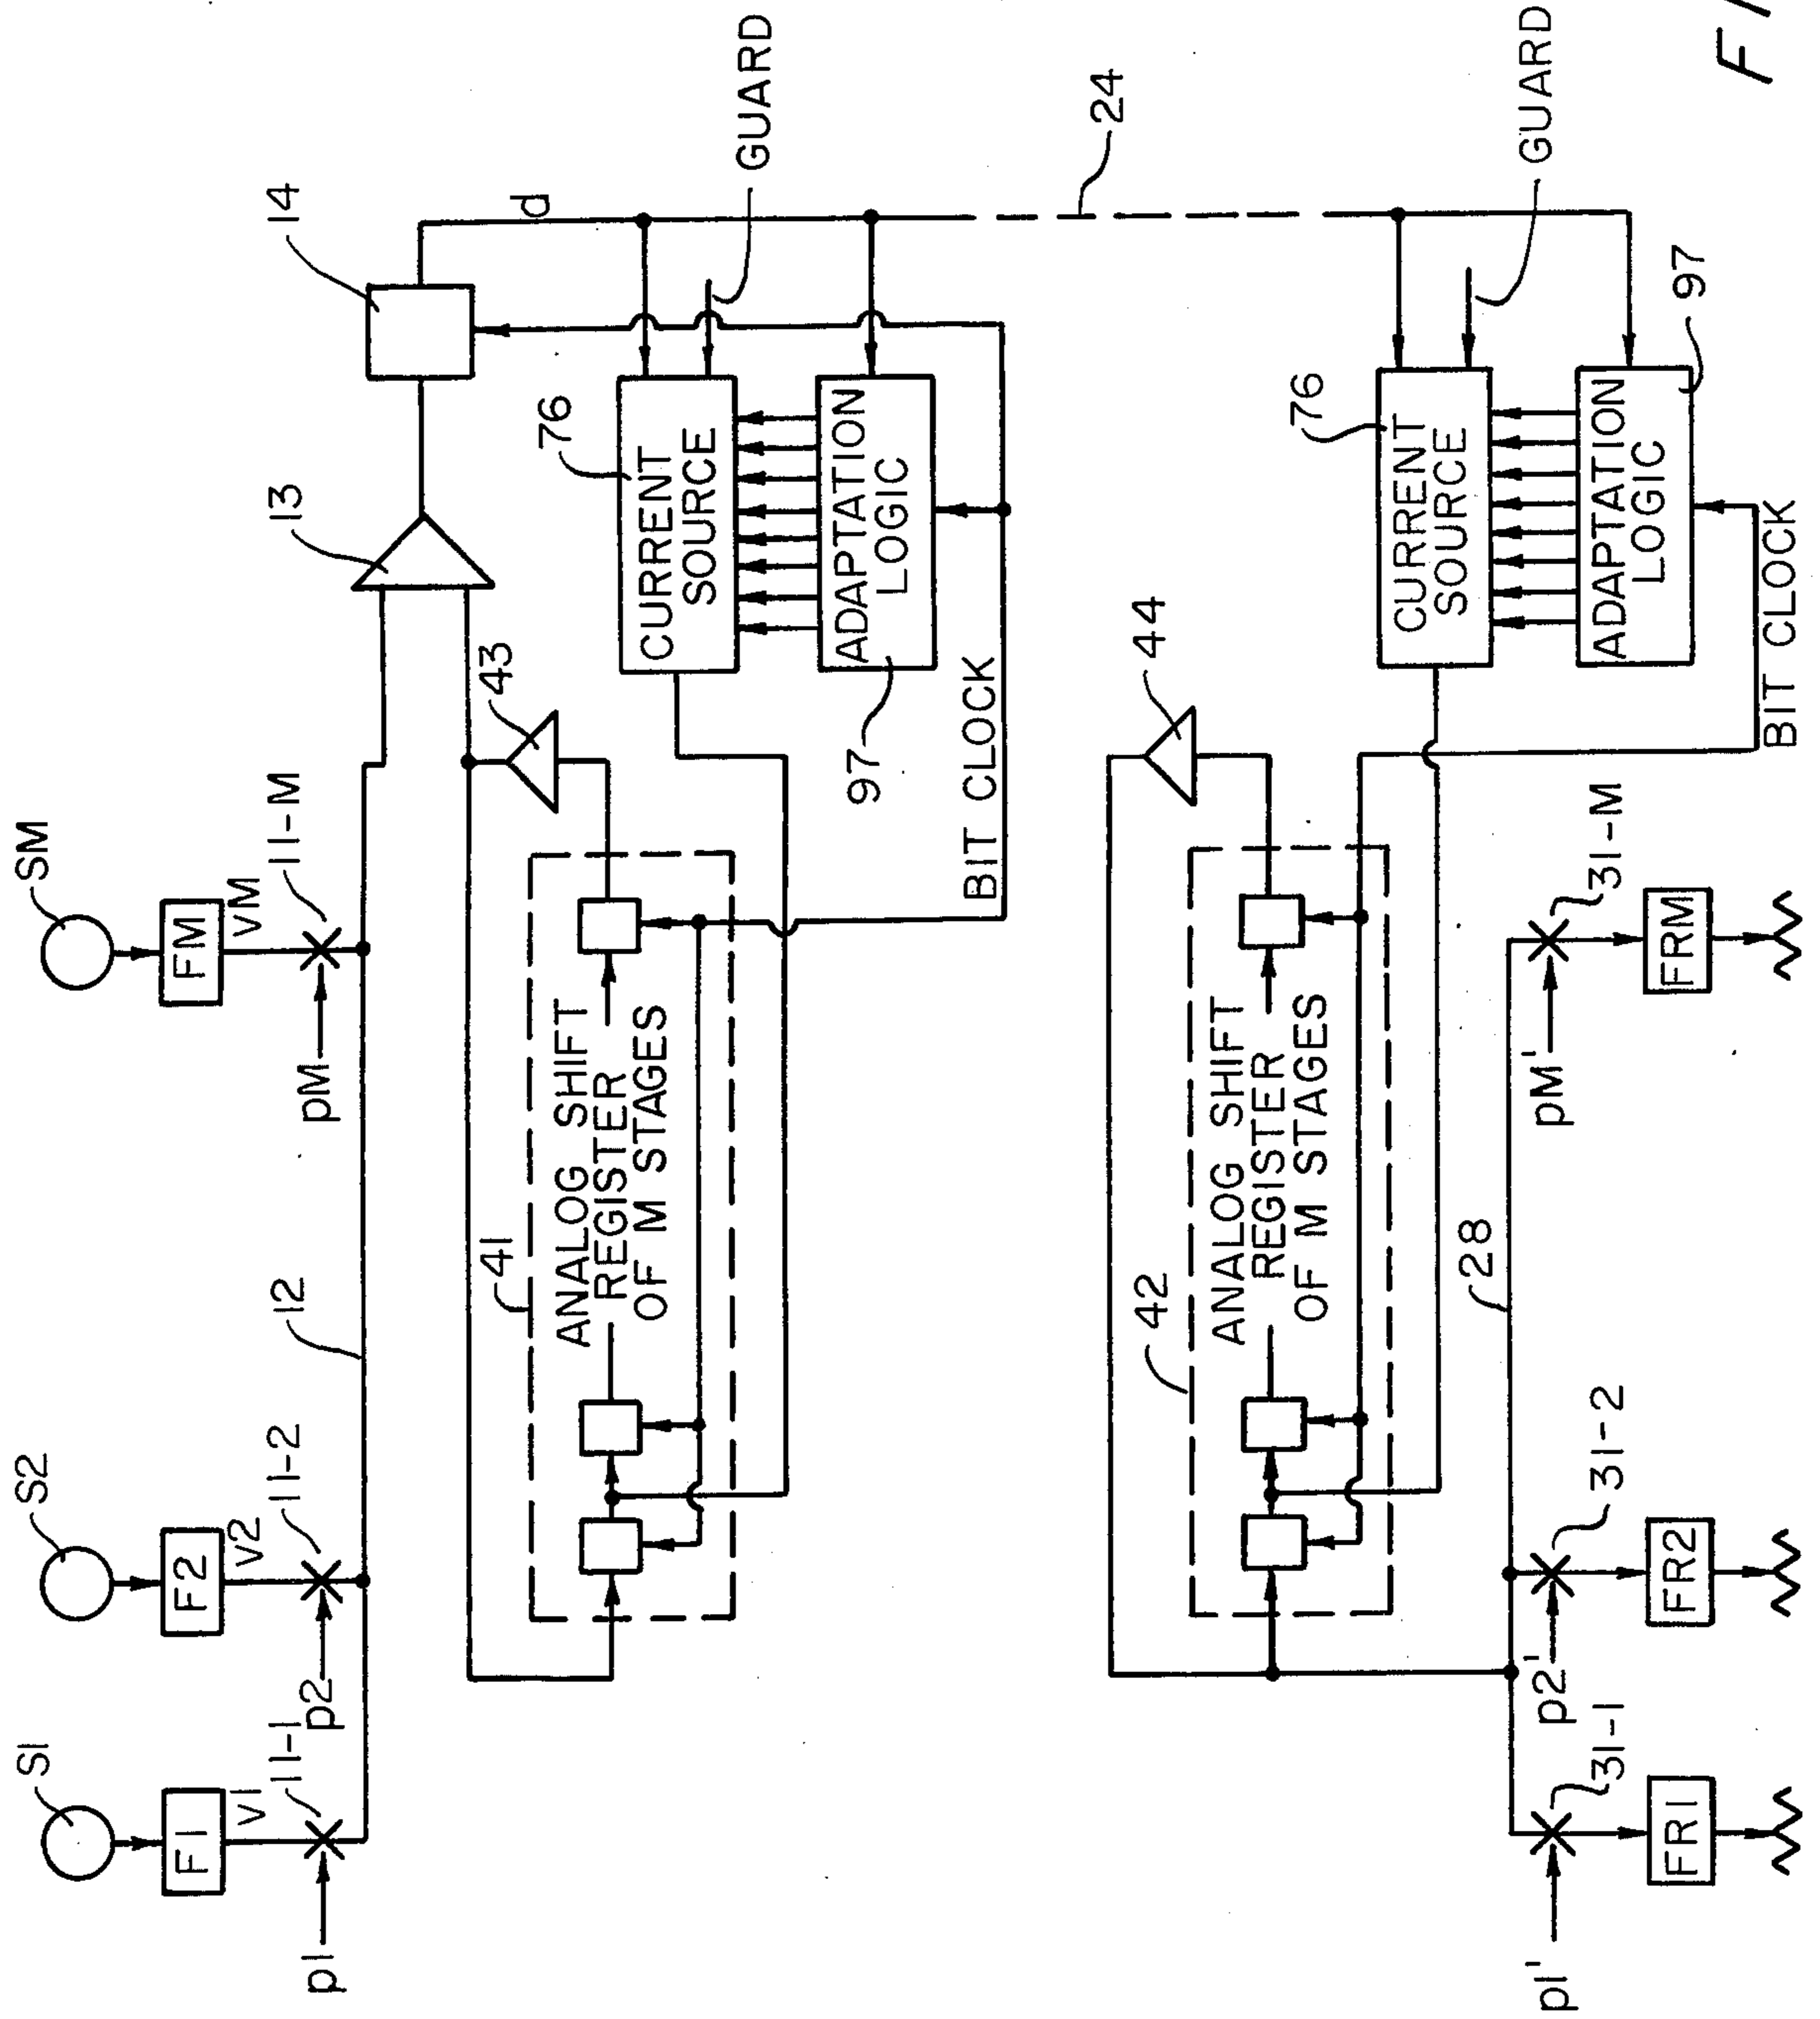 S1
S2
SM
F1
F2
FM
V1
V2
VM
11-1
11-2
11-M
p1
p2
pM
12
13
14
d
41
ANALOG SHIFT
REGISTER
OF M STAGES
43
76
CURRENT
SOURCE
GUARD
ADAPTATION
LOGIC
97
BIT CLOCK
24
42
ANALOG SHIFT
REGISTER
OF M STAGES
44
76
CURRENT
SOURCE
GUARD
ADAPTATION
LOGIC
97
BIT CLOCK
28
p1'
p2'
pM'
31-1
31-2
31-M
FR1
FR2
FRM